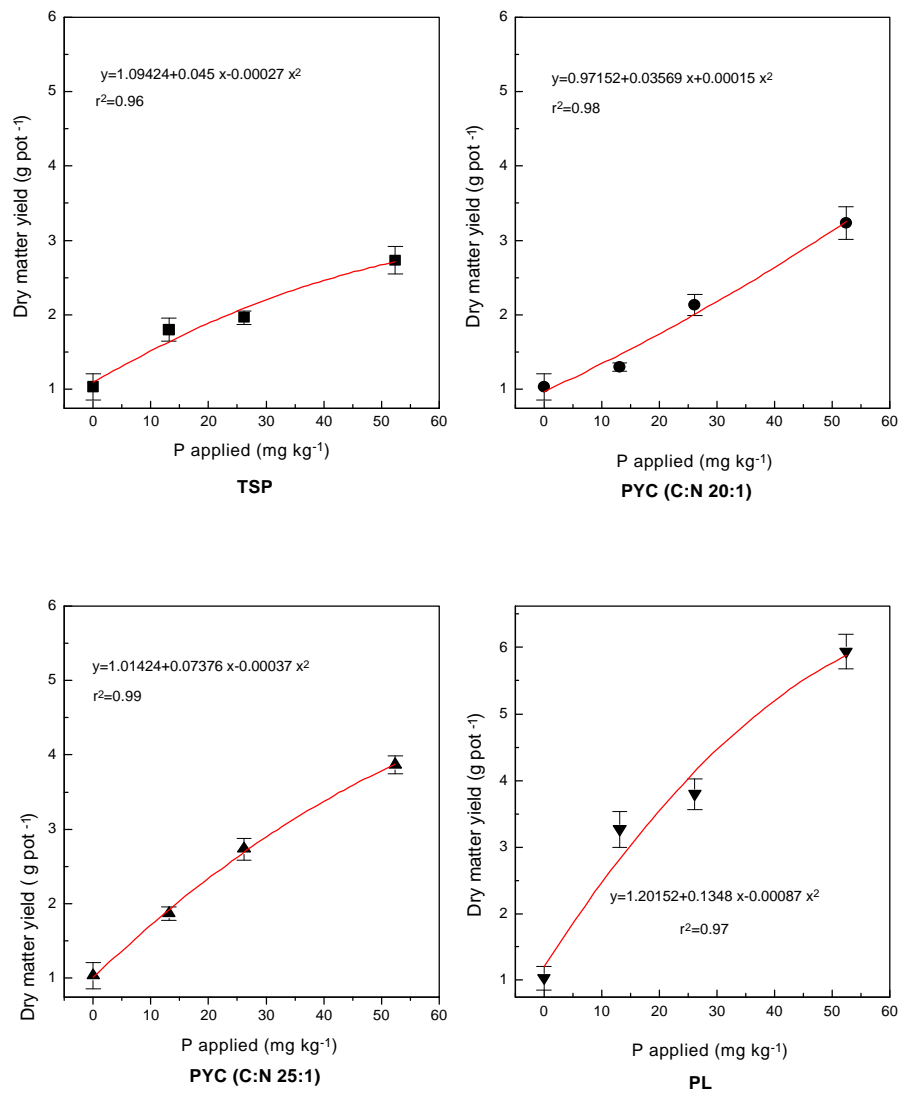 6
5
4
3
2
1
Dry matter yield (g pot -1)
y=1.09424+0.045 x-0.00027 x2
r2=0.96
0 10 20 30 40 50 60
P applied (mg kg-1)
TSP
6
5
4
3
2
1
Dry matter yield (g pot -1)
y=0.97152+0.03569 x+0.00015 x2
r2=0.98
0 10 20 30 40 50 60
P applied (mg kg-1)
PYC (C:N 20:1)
6
5
4
3
2
1
Dry matter yield ( g pot -1)
y=1.01424+0.07376 x-0.00037 x2
r2=0.99
0 10 20 30 40 50 60
P applied (mg kg-1)
PYC (C:N 25:1)
6
5
4
3
2
1
Dry matter yield (g pot -1)
y=1.20152+0.1348 x-0.00087 x2
r2=0.97
0 10 20 30 40 50 60
P applied (mg kg-1)
PL